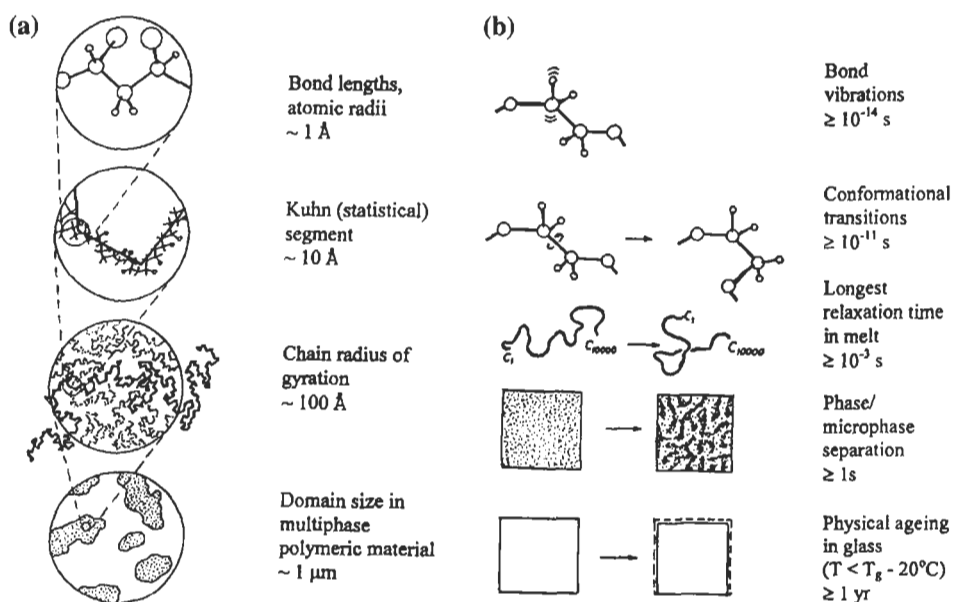 (a)
Bond lengths,
atomic radii
~ 1 Å
Kuhn (statistical)
segment
~ 10 Å
Chain radius of
gyration
~ 100 Å
Domain size in
multiphase
polymeric material
~ 1 μm
(b)
Bond
vibrations
≥ 10⁻¹⁴ s
Conformational
transitions
≥ 10⁻¹¹ s
C₁
C₁₀₀₀₀
C₁
C₁₀₀₀₀
Longest
relaxation time
in melt
≥ 10⁻³ s
Phase/
microphase
separation
≥ 1s
Physical ageing
in glass
(T < T_g - 20°C)
≥ 1 yr